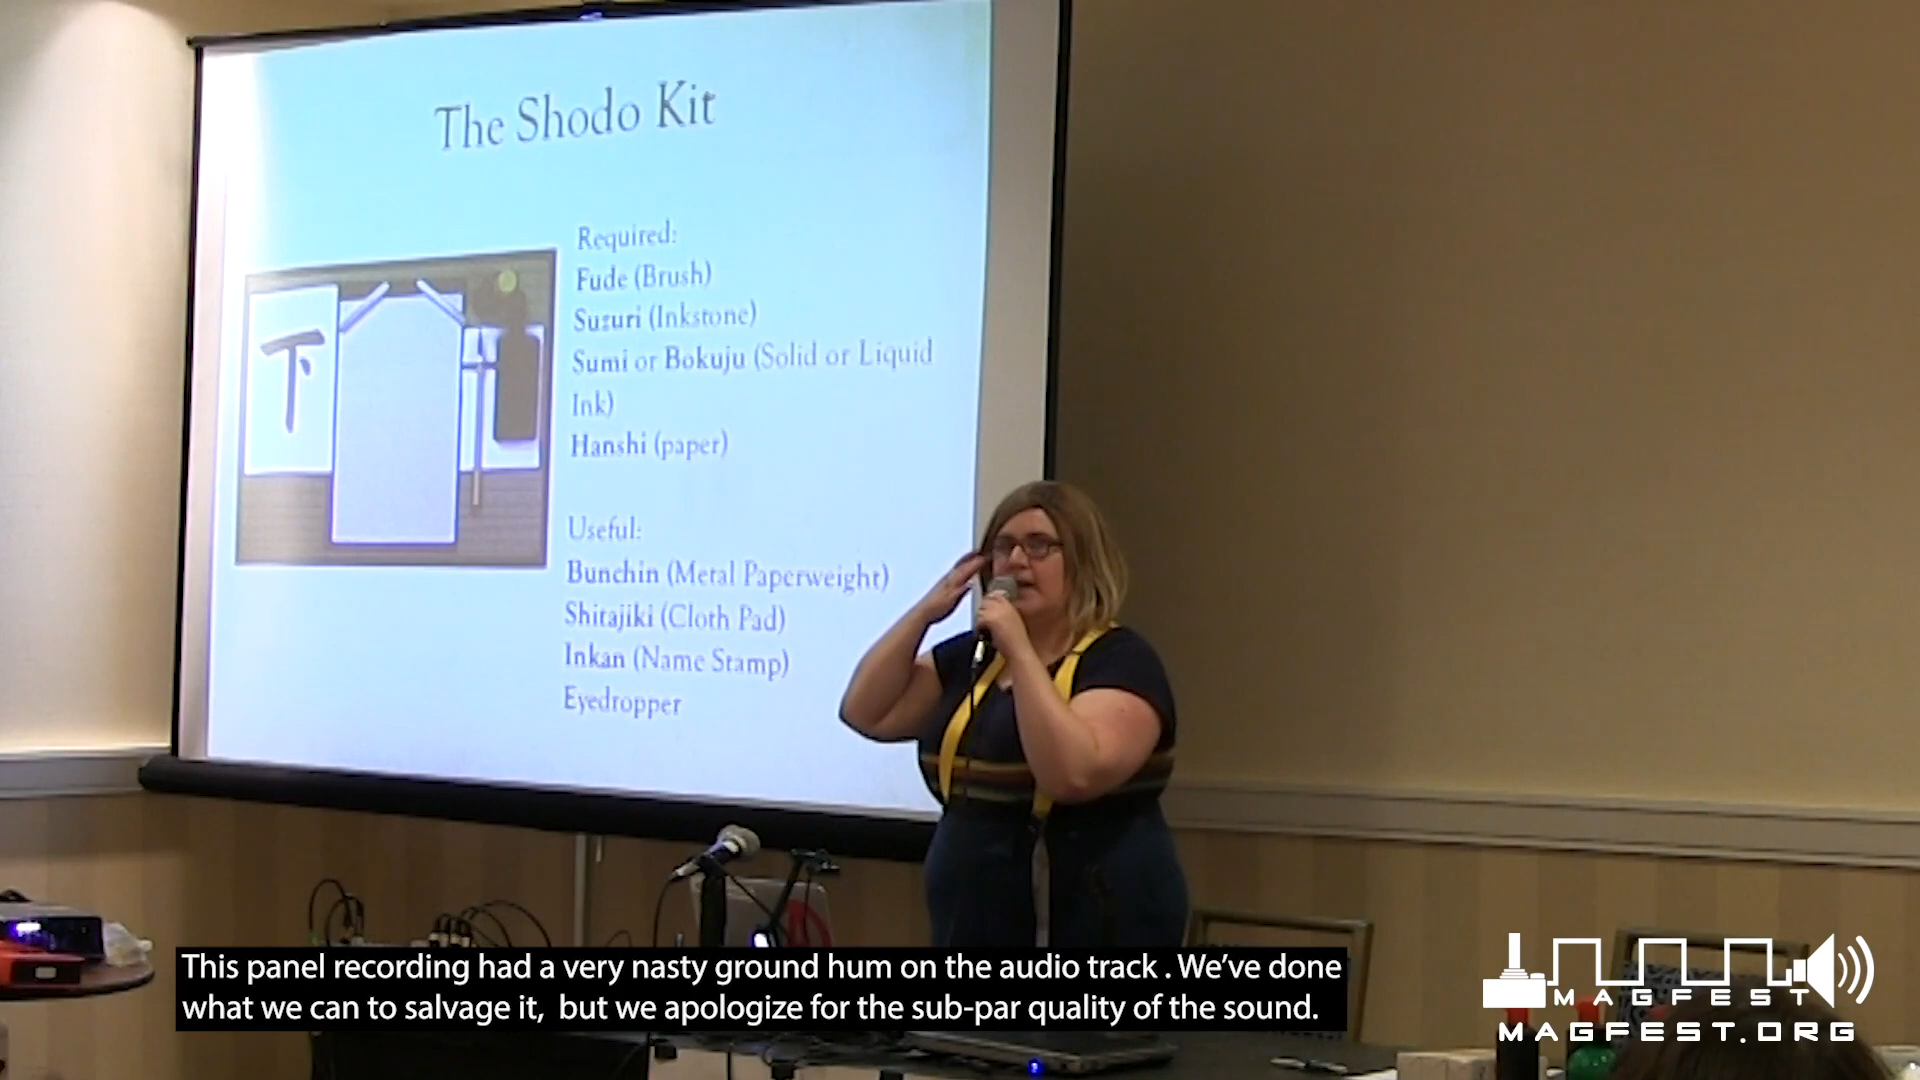 The Shodo Kit
下
Required:
Fude (Brush)
Suzuri (Inkstone)
Sumi or Bokuju (Solid or Liquid
Ink)
Hanshi (paper)
Useful:
Bunchin (Metal Paperweight)
Shitajiki (Cloth Pad)
Inkan (Name Stamp)
Eyedropper
This panel recording had a very nasty ground hum on the audio track . We've done
what we can to salvage it, but we apologize for the sub-par quality of the sound.
MAGFEST
MAGFEST.ORG